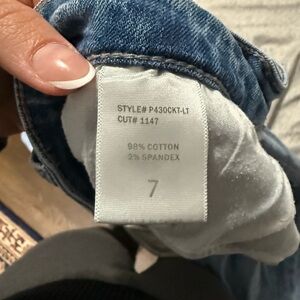 STYLE# P430CKT-LT
CUT# 1147
98% COTTON
2% SPANDEX
7